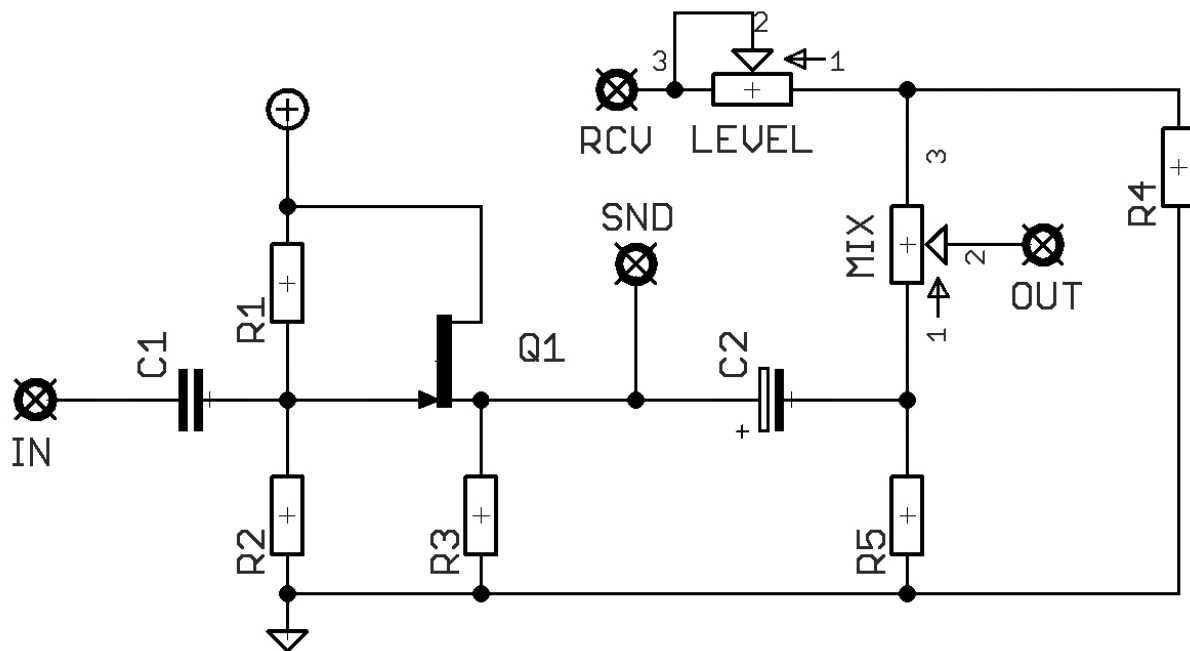 2
3
1
RCV
LEVEL
3
R4
SND
MIX
2
OUT
R1
1
C1
Q1
C2
+
IN
R2
R3
R5